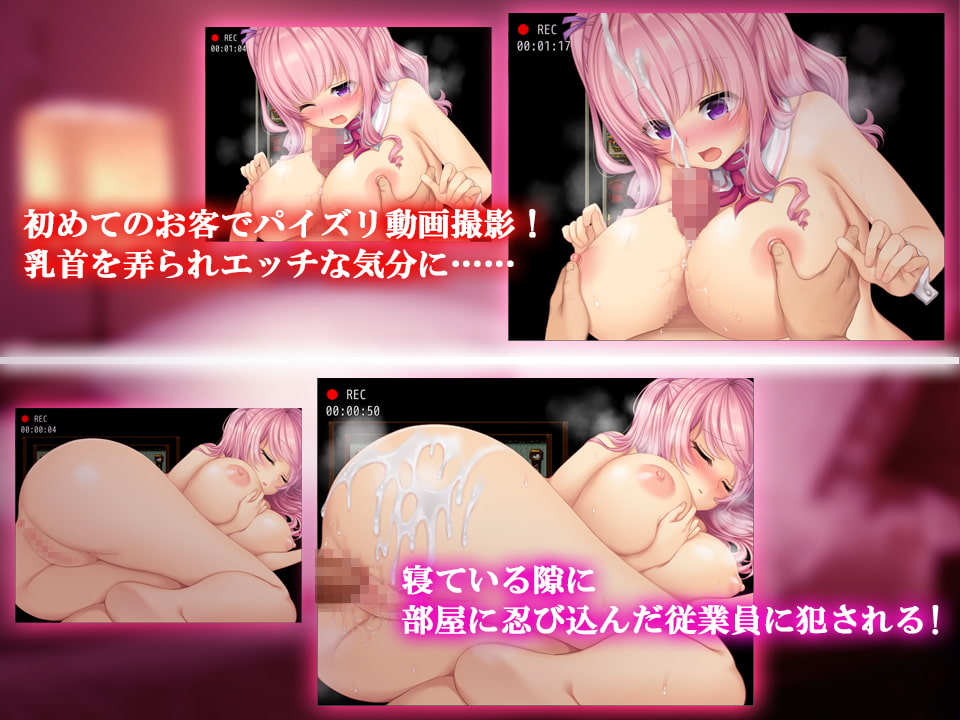 REC
00:01:04
REC
00:01:17
初めてのお客でパイズリ動画撮影！
乳首を弄られエッチな気分に……
REC
00:00:04
REC
00:00:50
寝ている隙に
部屋に忍び込んだ従業員に犯される！